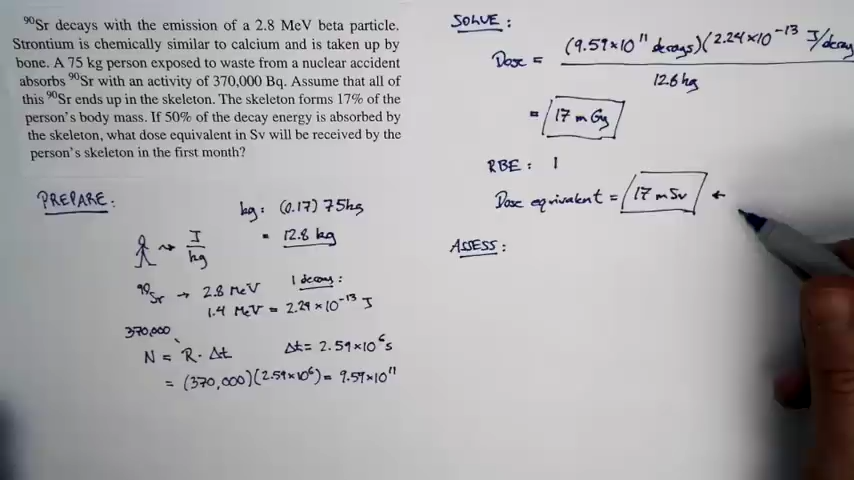 ⁹⁰Sr decays with the emission of a 2.8 MeV beta particle.
Strontium is chemically similar to calcium and is taken up by
bone. A 75 kg person exposed to waste from a nuclear accident
absorbs ⁹⁰Sr with an activity of 370,000 Bq. Assume that all of
this ⁹⁰Sr ends up in the skeleton. The skeleton forms 17% of the
person's body mass. If 50% of the decay energy is absorbed by
the skeleton, what dose equivalent in Sv will be received by the
person's skeleton in the first month?
PREPARE:
kg: (0.17) 75kg
= 12.8 kg
J
kg
⁹⁰Sr → 2.8 MeV
1 decay:
1.4 MeV = 2.24×10⁻¹³ J
370,000
N = R · Δt
Δt = 2.59×10⁶ s
= (370,000)(2.59×10⁶) = 9.59×10¹¹
SOLVE:
Dose = (9.59×10¹¹ decays)(2.24×10⁻¹³ J/decay
12.8 kg
= 17 mGy
RBE: 1
Dose equivalent = 17 mSv ←
ASSESS: